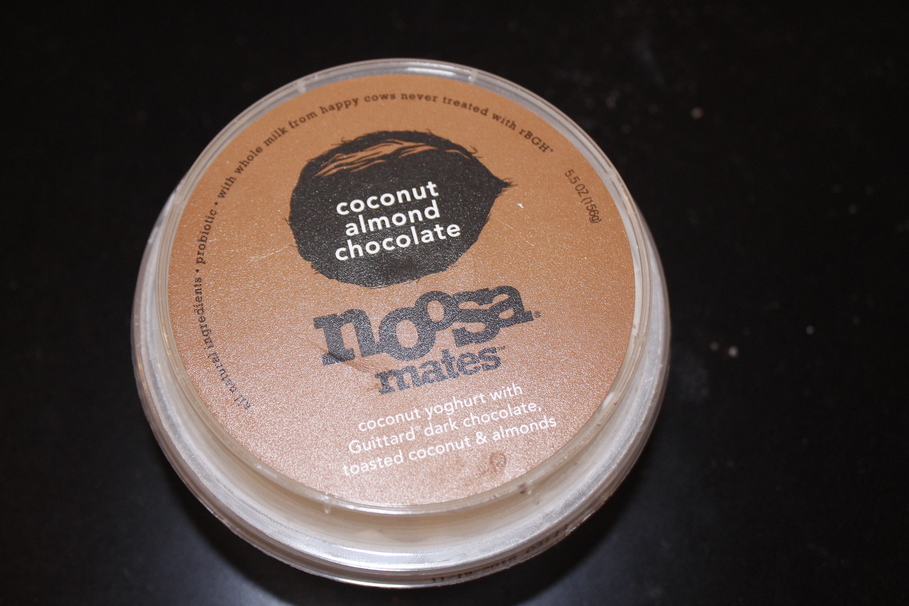 all natural ingredients • probiotic • with whole milk from happy cows never treated with rBGH*
5.5 OZ (156g)
coconut
almond
chocolate
noosa®
mates™
coconut yoghurt with
Guittard® dark chocolate,
toasted coconut & almonds